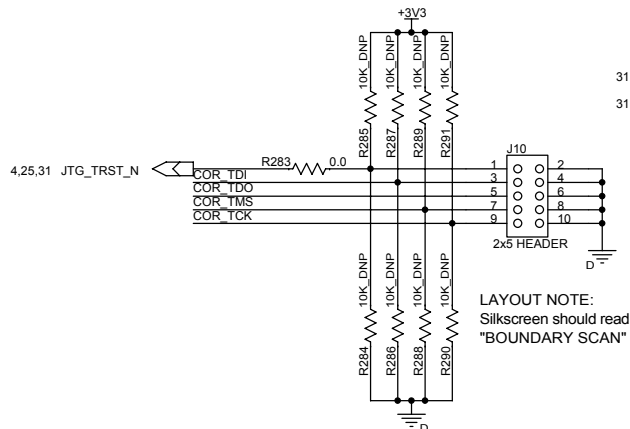 +3V3
10K_DNP 10K_DNP 10K_DNP 10K_DNP
R285 R287 R289 R291
31
31
4,25,31 JTG_TRST_N
R283 0.0
COR_TDI
COR_TDO
COR_TMS
COR_TCK
J10
1 2
3 4
5 6
7 8
9 10
2x5 HEADER
D
10K_DNP 10K_DNP 10K_DNP 10K_DNP
R284 R286 R288 R290
LAYOUT NOTE:
Silkscreen should read
"BOUNDARY SCAN"
D